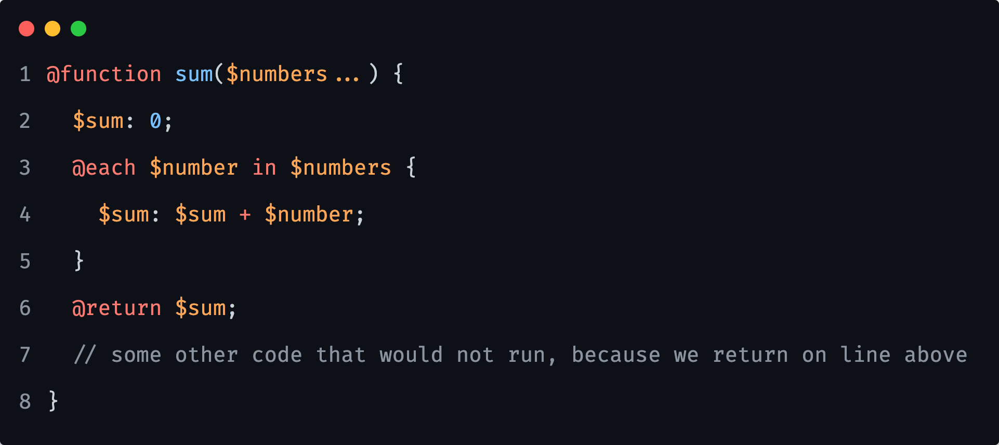 1 @function sum($numbers...) {
2   $sum: 0;
3   @each $number in $numbers {
4     $sum: $sum + $number;
5   }
6   @return $sum;
7   // some other code that would not run, because we return on line above
8 }